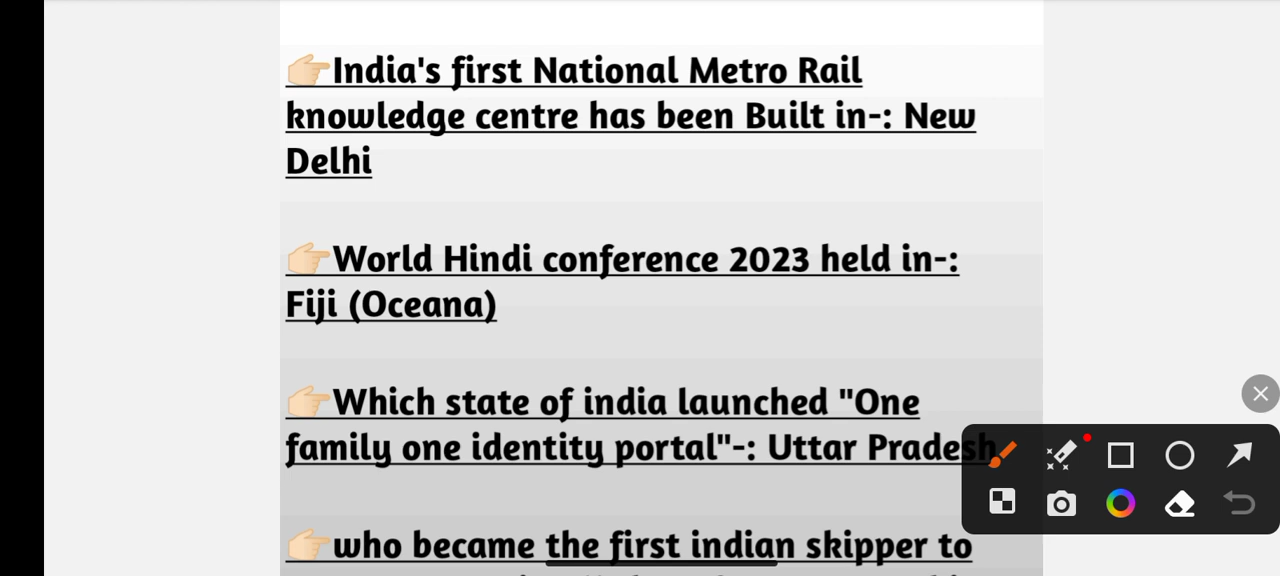 👉🏻India's first National Metro Rail
knowledge centre has been Built in-: New
Delhi
👉🏻World Hindi conference 2023 held in-:
Fiji (Oceana)
👉🏻Which state of india launched "One
family one identity portal"-: Uttar Pradesh
👉🏻who became the first indian skipper to